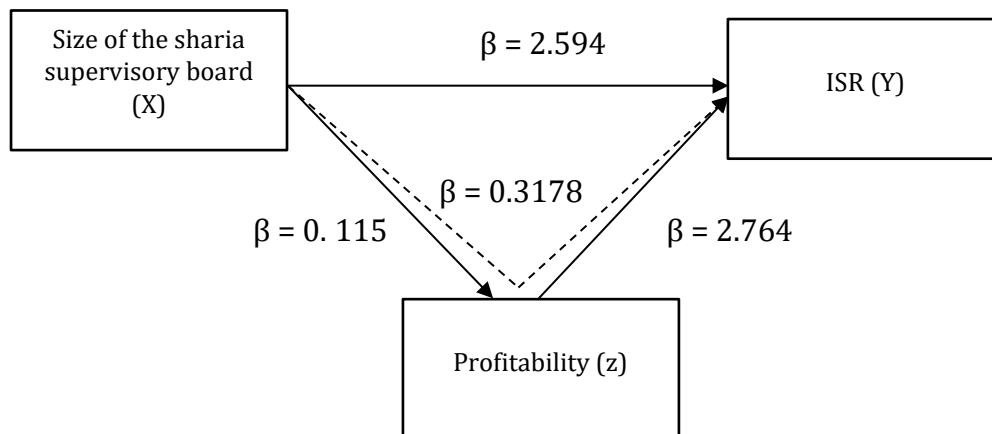 Size of the sharia
supervisory board
(X)
β = 2.594
ISR (Y)
β = 0.3178
β = 0. 115
β = 2.764
Profitability (z)